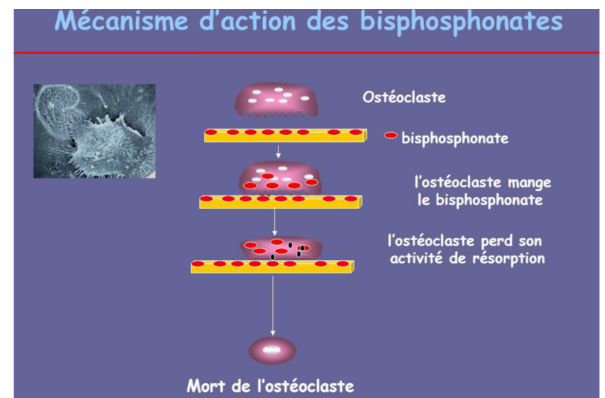 Mécanisme d'action des bisphosphonates
Ostéoclaste
bisphosphonate
l'ostéoclaste mange
le bisphosphonate
l'ostéoclaste perd son
activité de résorption
Mort de l'ostéoclaste